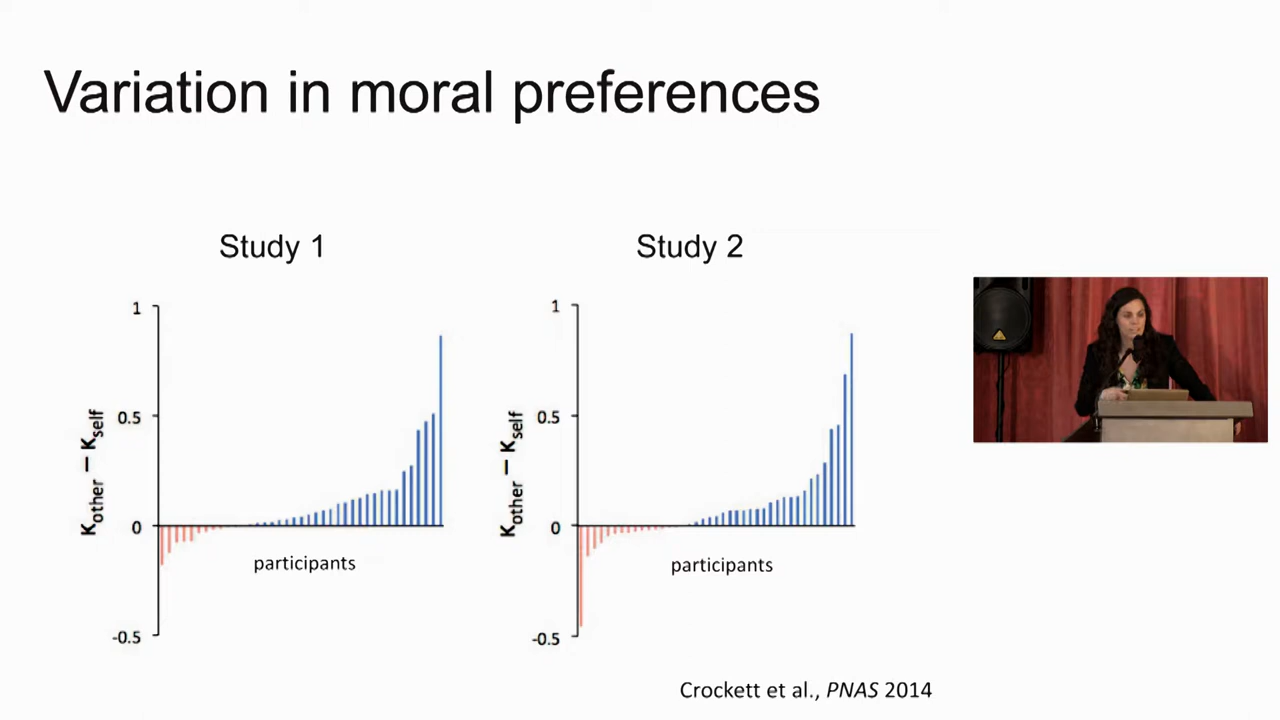 Variation in moral preferences
Study 1
Study 2
1
0.5
0
-0.5
Kother – Kself
participants
1
0.5
0
-0.5
Kother – Kself
participants
Crockett et al., PNAS 2014